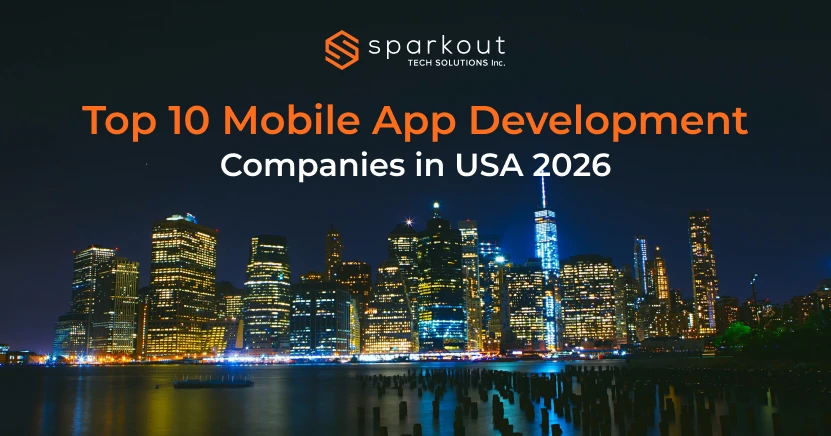 sparkout
TECH SOLUTIONS Inc.
Top 10 Mobile App Development
Companies in USA 2026